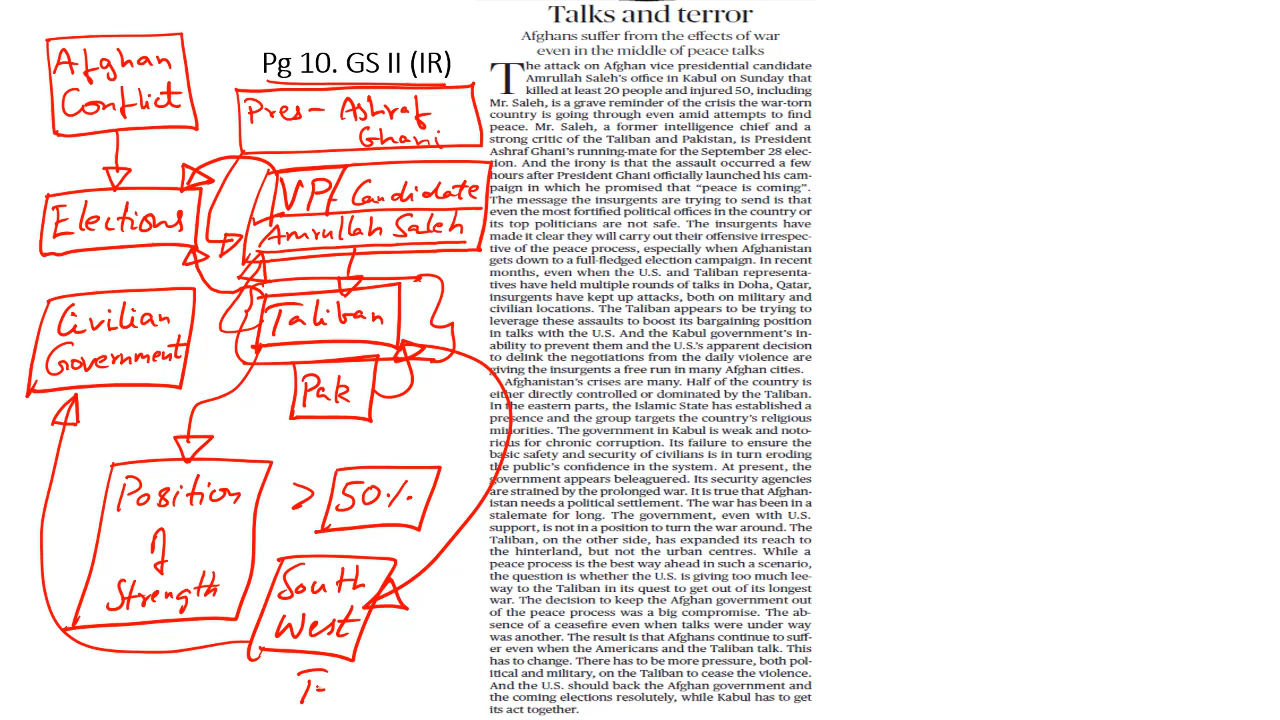 Afghan
Conflict
Pg 10. GS II (IR)
Pres - Ashraf
Ghani
VP - Candidate
Amrullah Saleh
Elections
Taliban
Civilian
Government
Pak
Position
of
Strength
> 50%
South
West
T
Talks and terror
Afghans suffer from the effects of war
even in the middle of peace talks
The attack on Afghan vice presidential candidate
Amrullah Saleh's office in Kabul on Sunday that
killed at least 20 people and injured 50, including
Mr. Saleh, is a grave reminder of the crisis the war-torn
country is going through even amid attempts to find
peace. Mr. Saleh, a former intelligence chief and a
strong critic of the Taliban and Pakistan, is President
Ashraf Ghani's running-mate for the September 28 elec-
tion. And the irony is that the assault occurred a few
hours after President Ghani officially launched his cam-
paign in which he promised that “peace is coming”.
The message the insurgents are trying to send is that
even the most fortified political offices in the country or
its top politicians are not safe. The insurgents have
made it clear they will carry out their offensive irrespec-
tive of the peace process, especially when Afghanistan
gets down to a full-fledged election campaign. In recent
months, even when the U.S. and Taliban representa-
tives have held multiple rounds of talks in Doha, Qatar,
insurgents have kept up attacks, both on military and
civilian locations. The Taliban appears to be trying to
leverage these assaults to boost its bargaining position
in talks with the U.S. And the Kabul government's in-
ability to prevent them and the U.S.'s apparent decision
to delink the negotiations from the daily violence are
giving the insurgents a free run in many Afghan cities.
Afghanistan's crises are many. Half of the country is
either directly controlled or dominated by the Taliban.
In the eastern parts, the Islamic State has established a
presence and the group targets the country's religious
minorities. The government in Kabul is weak and noto-
rious for chronic corruption. Its failure to ensure the
basic safety and security of civilians is in turn eroding
the public's confidence in the system. At present, the
government appears beleaguered. Its security agencies
are strained by the prolonged war. It is true that Afghan-
istan needs a political settlement. The war has been in a
stalemate for long. The government, even with U.S.
support, is not in a position to turn the war around. The
Taliban, on the other side, has expanded its reach to
the hinterland, but not the urban centres. While a
peace process is the best way ahead in such a scenario,
the question is whether the U.S. is giving too much lee-
way to the Taliban in its quest to get out of its longest
war. The decision to keep the Afghan government out
of the peace process was a big compromise. The ab-
sence of a ceasefire even when talks were under way
was another. The result is that Afghans continue to suff-
er even when the Americans and the Taliban talk. This
has to change. There has to be more pressure, both pol-
itical and military, on the Taliban to cease the violence.
And the U.S. should back the Afghan government and
the coming elections resolutely, while Kabul has to get
its act together.